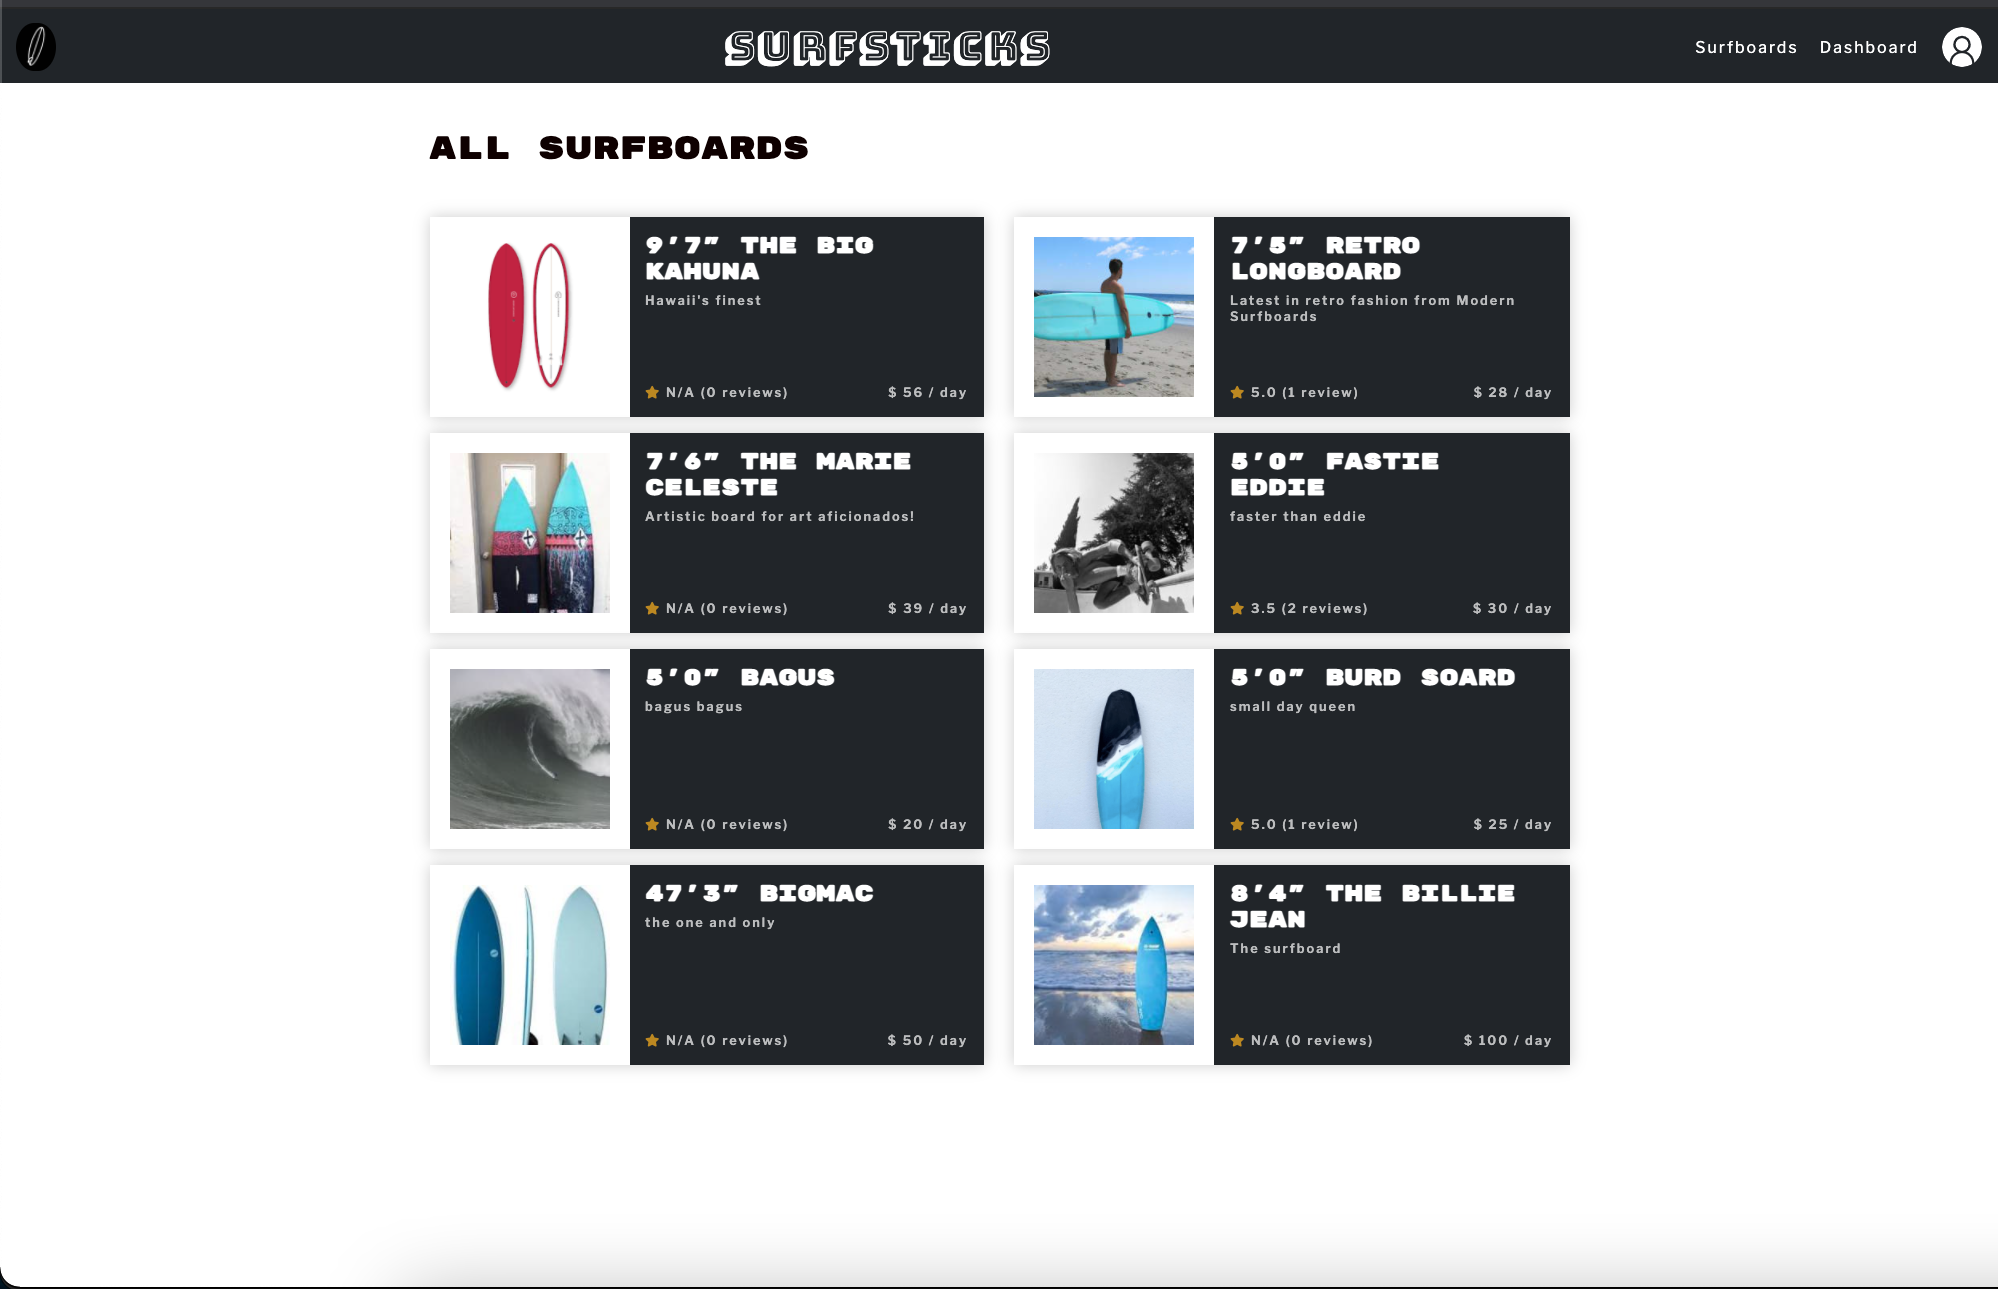 SURFSTICKS
Surfboards
Dashboard
ALL SURFBOARDS
9'7" THE BIG
KAHUNA
Hawaii's finest
N/A (0 reviews)
$ 56 / day
7'5" RETRO
LONGBOARD
Latest in retro fashion from Modern
Surfboards
5.0 (1 review)
$ 28 / day
7'6" THE MARIE
CELESTE
Artistic board for art aficionados!
N/A (0 reviews)
$ 39 / day
5'0" FASTIE
EDDIE
faster than eddie
3.5 (2 reviews)
$ 30 / day
5'0" BAGUS
bagus bagus
N/A (0 reviews)
$ 20 / day
5'0" BURD SOARD
small day queen
5.0 (1 review)
$ 25 / day
47'3" BIGMAC
the one and only
N/A (0 reviews)
$ 50 / day
8'4" THE BILLIE
JEAN
The surfboard
N/A (0 reviews)
$ 100 / day